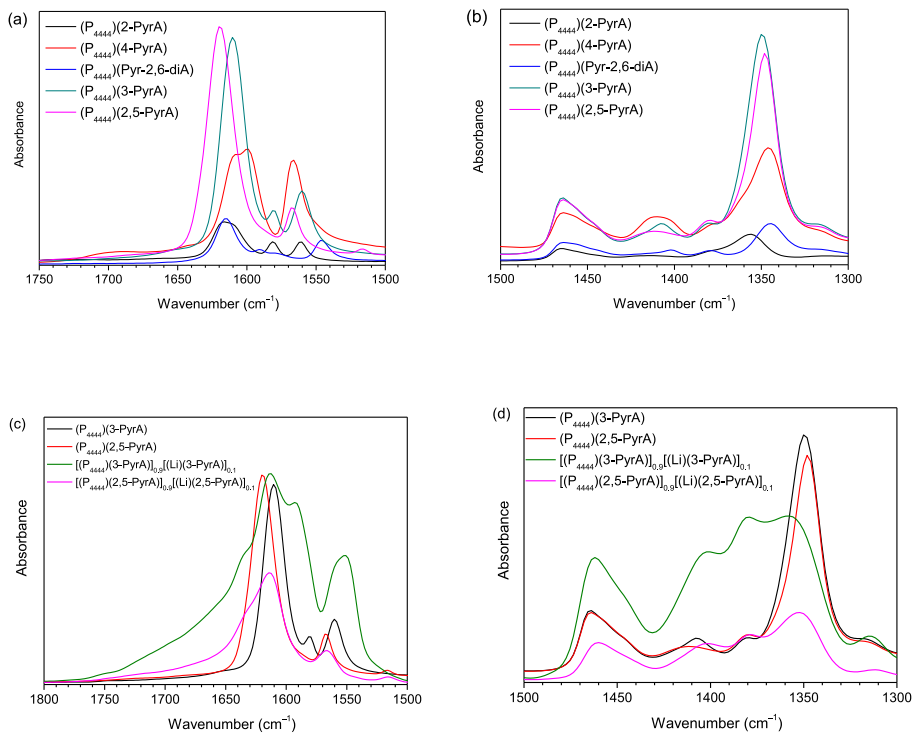 (a)
(P4444)(2-PyrA)
(P4444)(4-PyrA)
(P4444)(Pyr-2,6-diA)
(P4444)(3-PyrA)
(P4444)(2,5-PyrA)
Absorbance
1750 1700 1650 1600 1550 1500
Wavenumber (cm⁻¹)
(b)
(P4444)(2-PyrA)
(P4444)(4-PyrA)
(P4444)(Pyr-2,6-diA)
(P4444)(3-PyrA)
(P4444)(2,5-PyrA)
Absorbance
1500 1450 1400 1350 1300
Wavenumber (cm⁻¹)
(c)
(P4444)(3-PyrA)
(P4444)(2,5-PyrA)
[(P4444)(3-PyrA)]0.9[(Li)(3-PyrA)]0.1
[(P4444)(2,5-PyrA)]0.9[(Li)(2,5-PyrA)]0.1
Absorbance
1800 1750 1700 1650 1600 1550 1500
Wavenumber (cm⁻¹)
(d)
(P4444)(3-PyrA)
(P4444)(2,5-PyrA)
[(P4444)(3-PyrA)]0.9[(Li)(3-PyrA)]0.1
[(P4444)(2,5-PyrA)]0.9[(Li)(2,5-PyrA)]0.1
Absorbance
1500 1450 1400 1350 1300
Wavenumber (cm⁻¹)